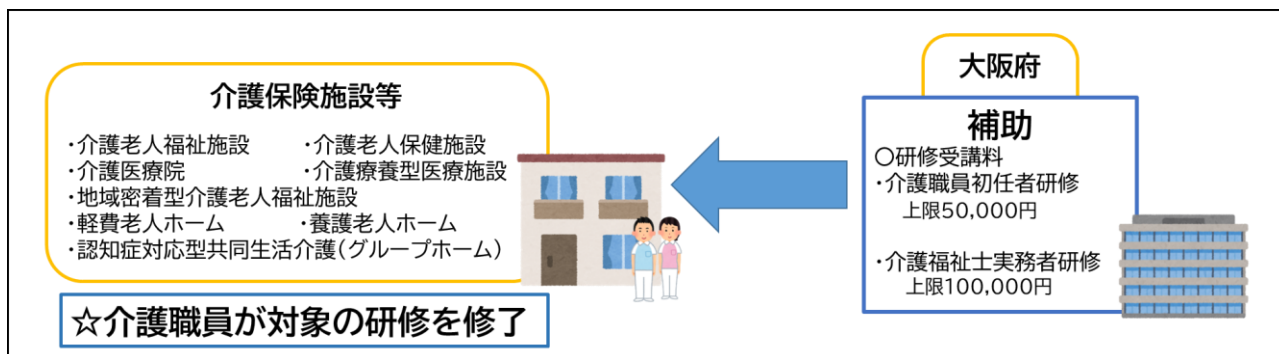 介護保険施設等
・介護老人福祉施設 ・介護老人保健施設
・介護医療院 ・介護療養型医療施設
・地域密着型介護老人福祉施設
・軽費老人ホーム ・養護老人ホーム
・認知症対応型共同生活介護(グループホーム)
☆介護職員が対象の研修を修了
大阪府
補助
〇研修受講料
・介護職員初任者研修
上限50,000円
・介護福祉士実務者研修
上限100,000円